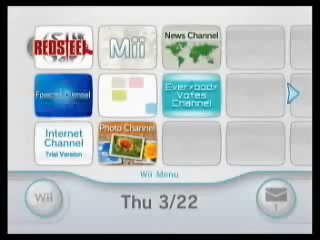 REDSTEEL
Mii
News Channel
Forecast Channel
Everybody
Votes
Channel
Internet
Channel
Trial Version
Photo Channel
Wii Menu
Wii
Thu 3/22
1